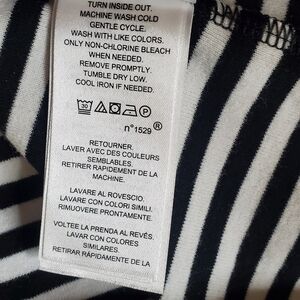 TURN INSIDE OUT.
MACHINE WASH COLD
GENTLE CYCLE.
WASH WITH LIKE COLORS.
ONLY NON-CHLORINE BLEACH
WHEN NEEDED.
REMOVE PROMPTLY.
TUMBLE DRY LOW.
COOL IRON IF NEEDED.
30 P
n°1529 ®
RETOURNER.
LAVER AVEC DES COULEURS
SEMBLABLES.
RETIRER RAPIDEMENT DE LA
MACHINE.
LAVARE AL ROVESCIO.
LAVARE CON COLORI SIMILI.
RIMUOVERE PRONTAMENTE.
VOLTEE LA PRENDA AL REVÉS.
LAVAR CON COLORES
SIMILARES.
RETIRAR RÁPIDAMENTE DE LA